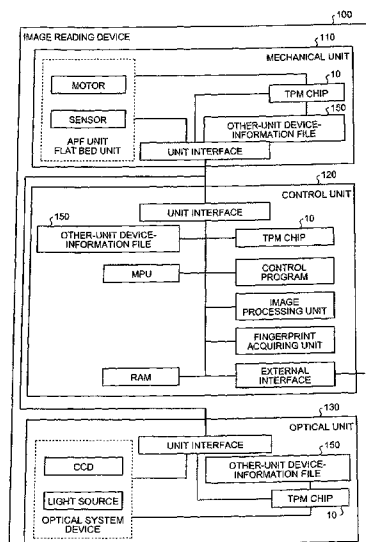 100
IMAGE READING DEVICE
110
MECHANICAL UNIT
10
MOTOR
TPM CHIP
150
SENSOR
OTHER-UNIT DEVICE-
INFORMATION FILE
APF UNIT
FLAT BED UNIT
UNIT INTERFACE
120
CONTROL UNIT
UNIT INTERFACE
150
10
OTHER-UNIT DEVICE-
INFORMATION FILE
TPM CHIP
MPU
CONTROL
PROGRAM
IMAGE
PROCESSING UNIT
FINGERPRINT
ACQUIRING UNIT
RAM
EXTERNAL
INTERFACE
130
OPTICAL UNIT
UNIT INTERFACE
150
CCD
OTHER-UNIT DEVICE-
INFORMATION FILE
LIGHT SOURCE
TPM CHIP
OPTICAL SYSTEM
DEVICE
10